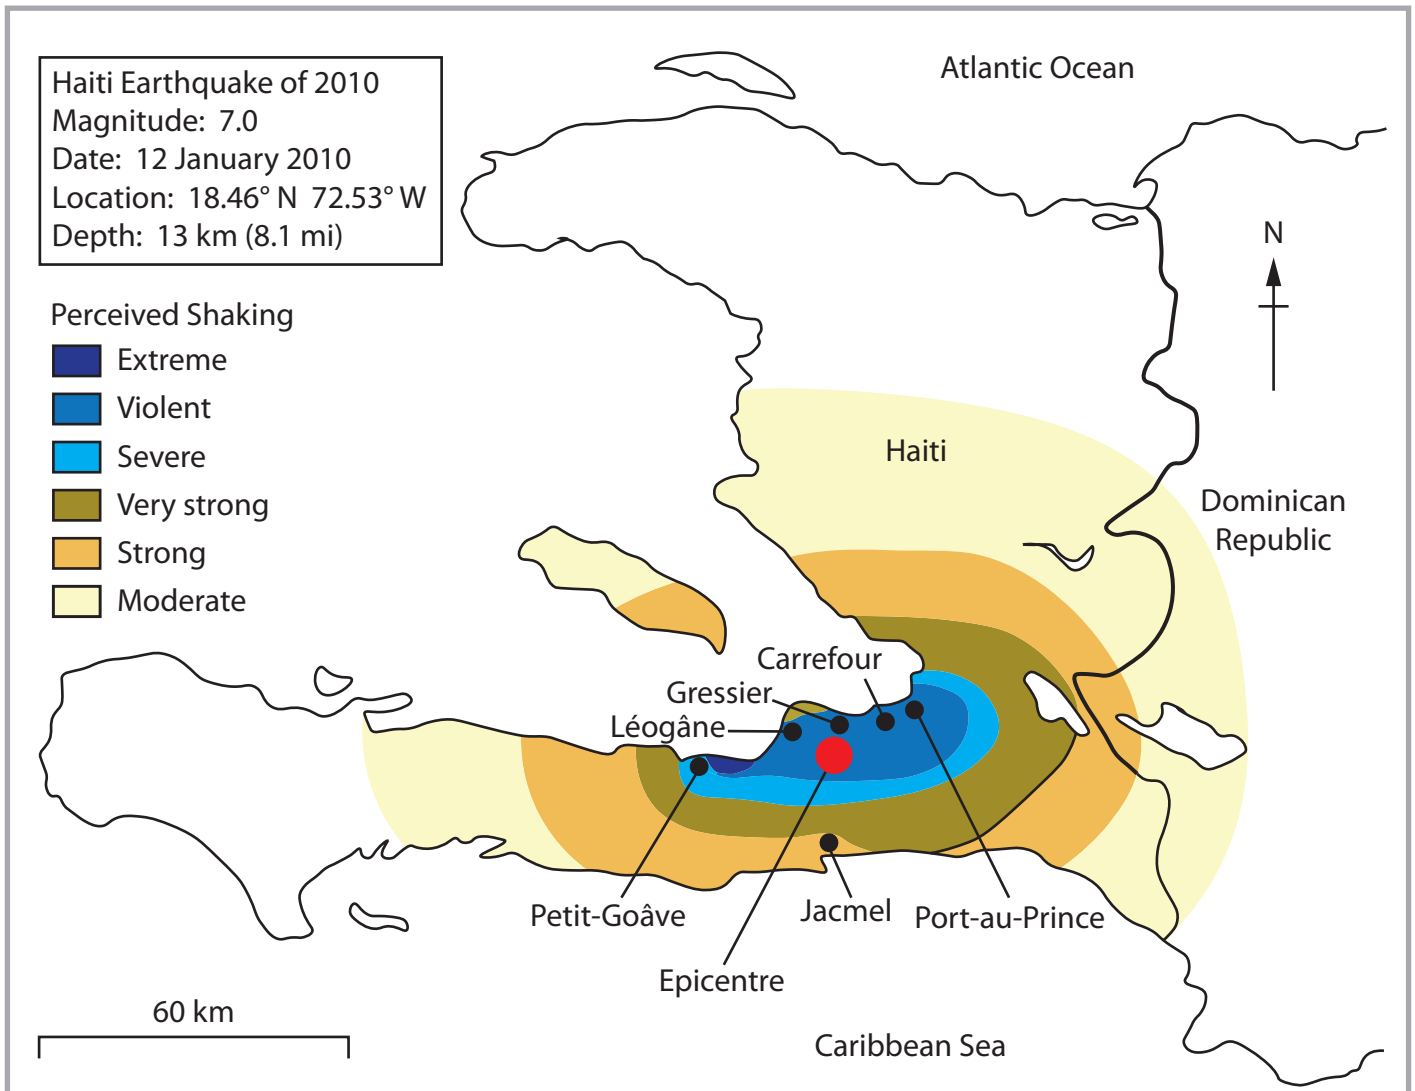 Haiti Earthquake of 2010
Magnitude: 7.0
Date: 12 January 2010
Location: 18.46° N 72.53° W
Depth: 13 km (8.1 mi)
Perceived Shaking
Extreme
Violent
Severe
Very strong
Strong
Moderate
Atlantic Ocean
N
Haiti
Dominican
Republic
Carrefour
Gressier
Léogâne
Petit-Goâve
Jacmel
Port-au-Prince
Epicentre
60 km
Caribbean Sea